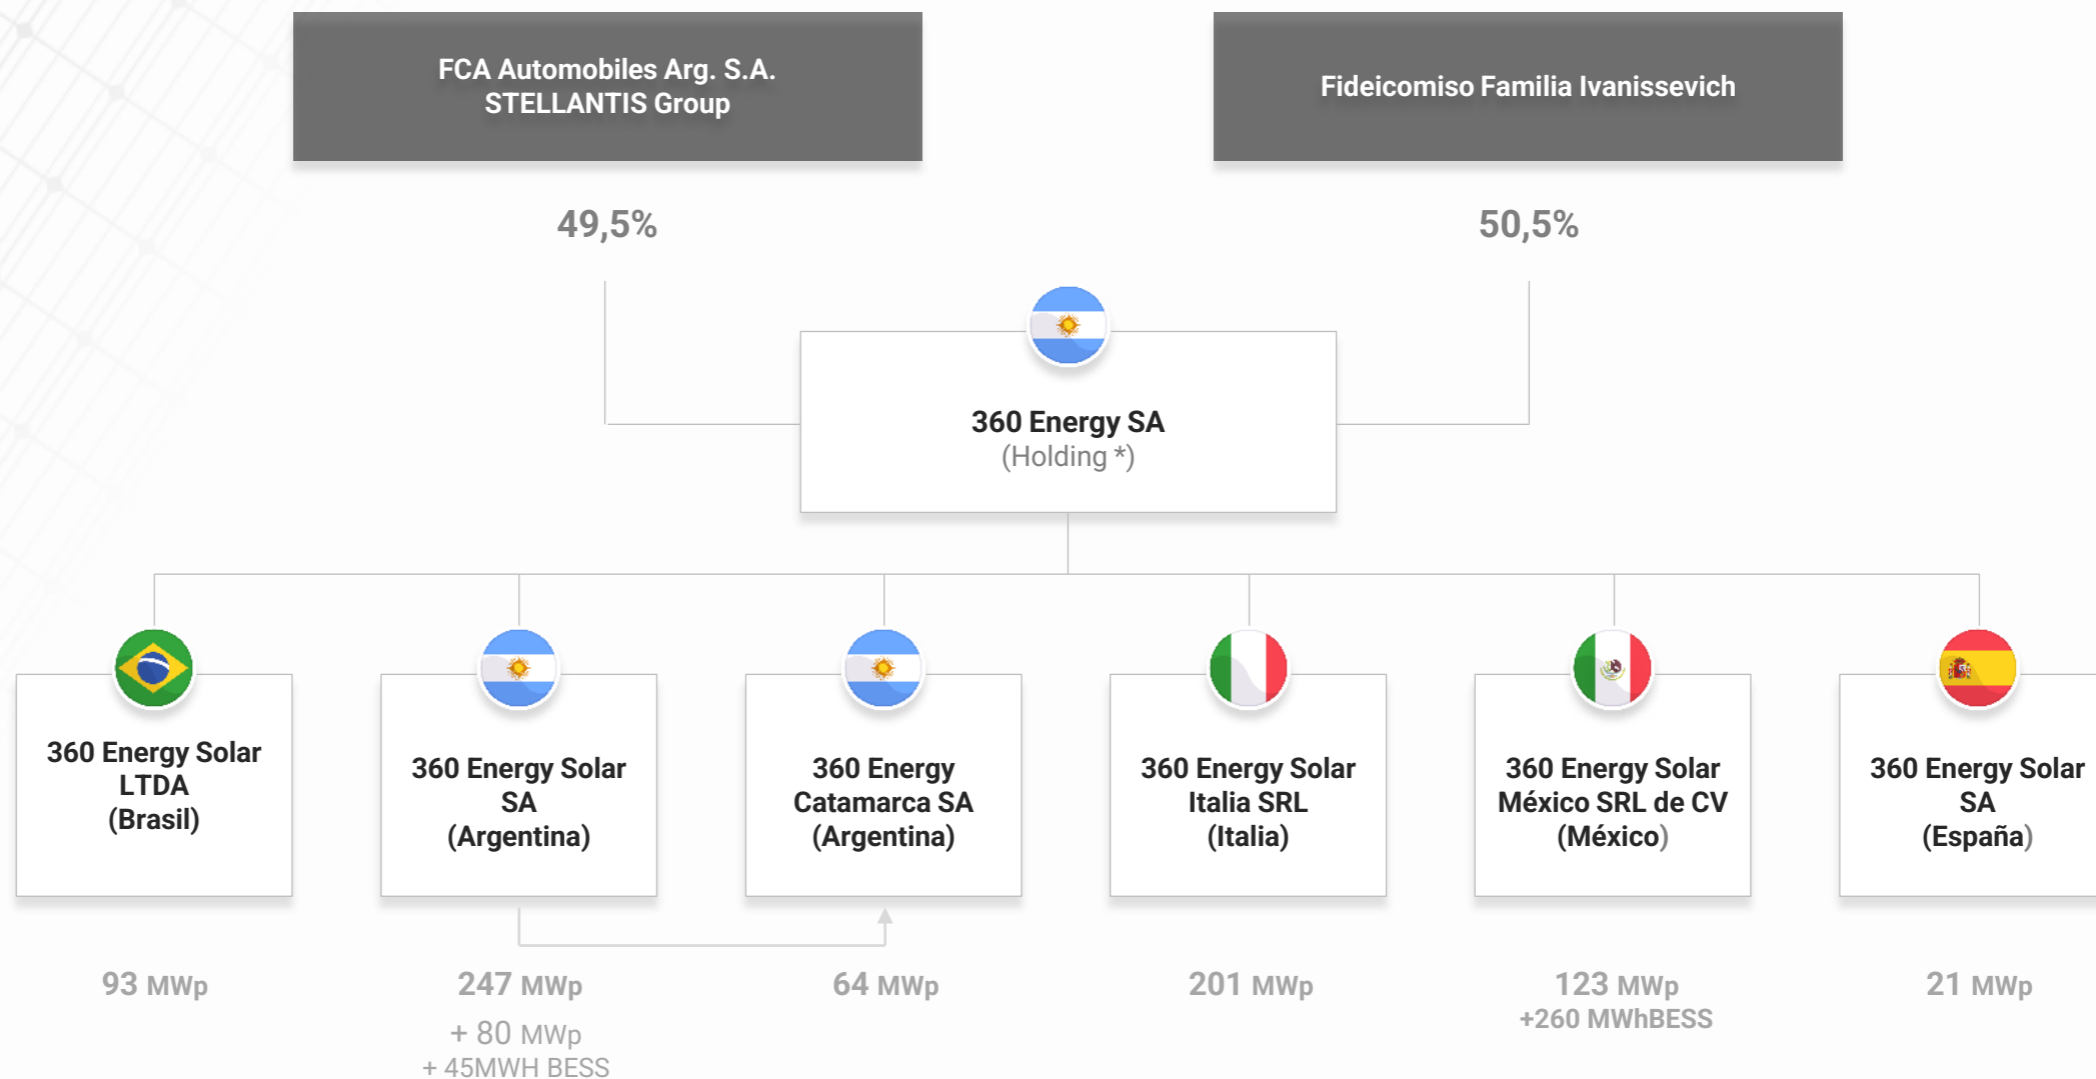 FCA Automobiles Arg. S.A.
STELLANTIS Group
Fideicomiso Familia Ivanissevich
49,5%
50,5%
360 Energy SA
(Holding *)
360 Energy Solar
LTDA
(Brasil)
360 Energy Solar
SA
(Argentina)
360 Energy
Catamarca SA
(Argentina)
360 Energy Solar
Italia SRL
(Italia)
360 Energy Solar
México SRL de CV
(México)
360 Energy Solar
SA
(España)
93 MWp
247 MWp
+ 80 MWp
+ 45MWH BESS
64 MWp
201 MWp
123 MWp
+260 MWhBESS
21 MWp